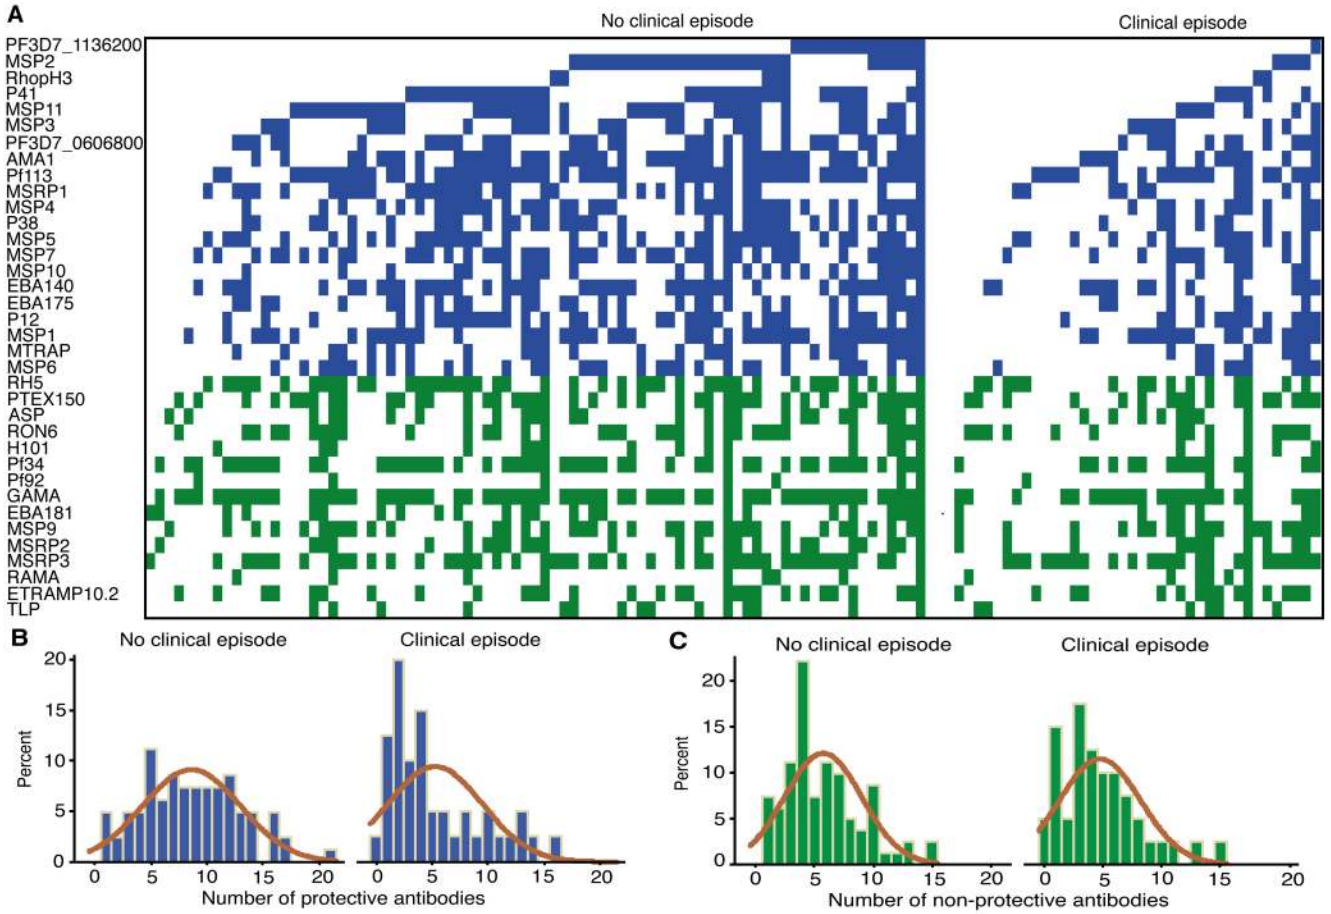 A
No clinical episode
Clinical episode
PF3D7_1136200
MSP2
RhopH3
P41
MSP11
MSP3
PF3D7_0606800
AMA1
Pf113
MSRP1
MSP4
P38
MSP5
MSP7
MSP10
EBA140
EBA175
P12
MSP1
MTRAP
MSP6
RH5
PTEX150
ASP
RON6
H101
Pf34
Pf92
GAMA
EBA181
MSP9
MSRP2
MSRP3
RAMA
ETRAMP10.2
TLP
B
No clinical episode
Clinical episode
20
15
10
5
0
Percent
0 5 10 15 20
0 5 10 15 20
Number of protective antibodies
C
No clinical episode
Clinical episode
20
15
10
5
0
Percent
0 5 10 15 20
0 5 10 15 20
Number of non-protective antibodies